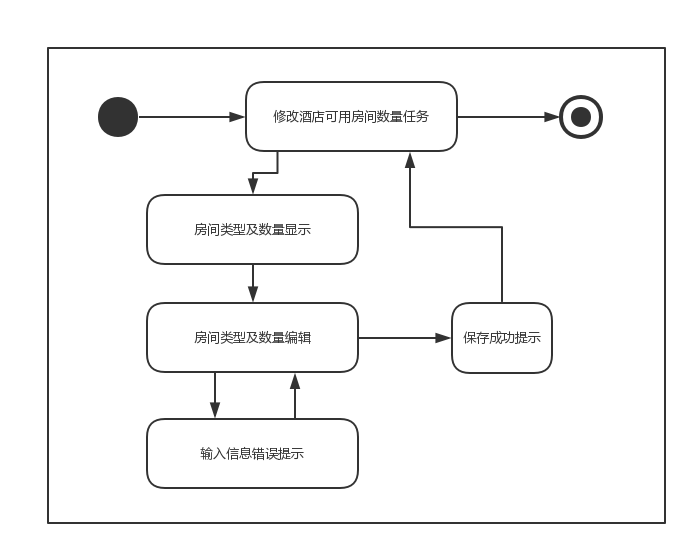 修改酒店可用房间数量任务
房间类型及数量显示
房间类型及数量编辑
保存成功提示
输入信息错误提示